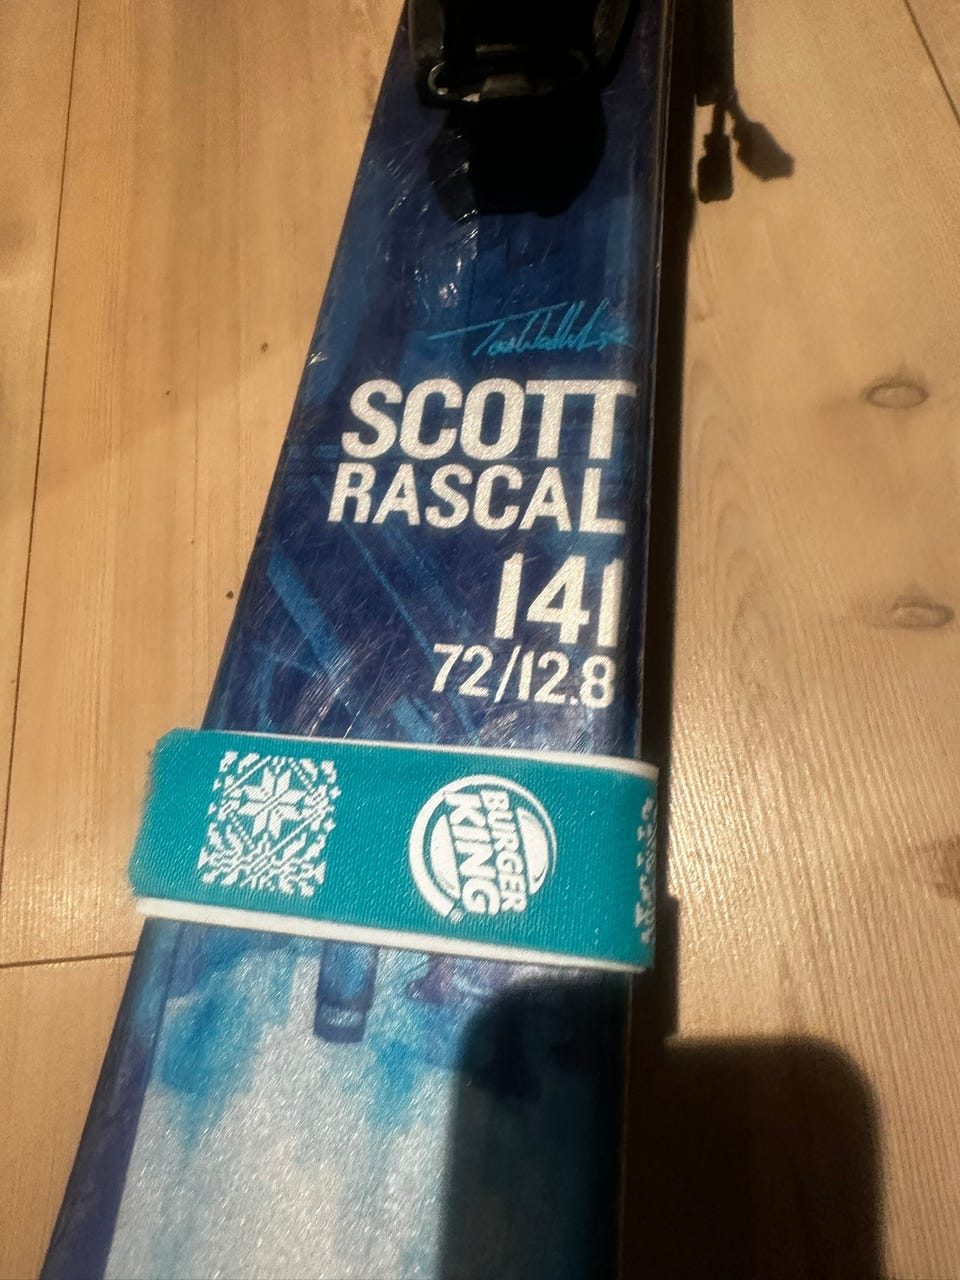 SCOTT
RASCAL
141
72/12.8
BURGER
KING